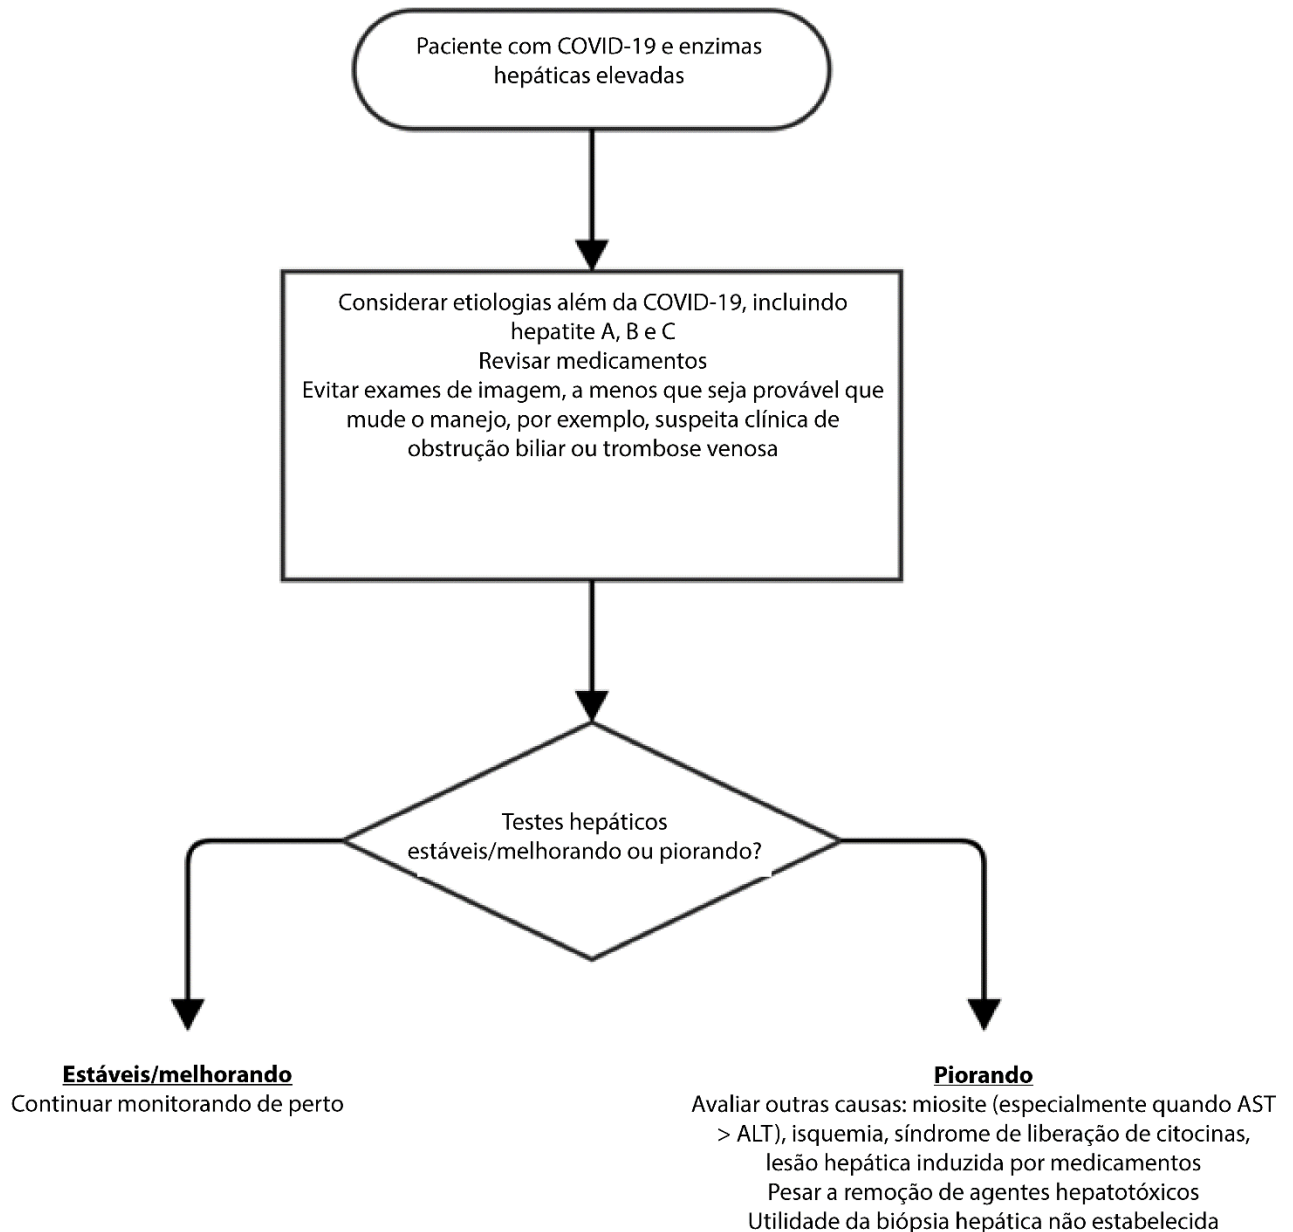 Paciente com COVID-19 e enzimas
hepáticas elevadas
Considerar etiologias além da COVID-19, incluindo
hepatite A, B e C
Revisar medicamentos
Evitar exames de imagem, a menos que seja provável que
mude o manejo, por exemplo, suspeita clínica de
obstrução biliar ou trombose venosa
Testes hepáticos
estáveis/melhorando ou piorando?
Estáveis/melhorando
Continuar monitorando de perto
Piorando
Avaliar outras causas: miosite (especialmente quando AST
> ALT), isquemia, síndrome de liberação de citocinas,
lesão hepática induzida por medicamentos
Pesar a remoção de agentes hepatotóxicos
Utilidade da biópsia hepática não estabelecida